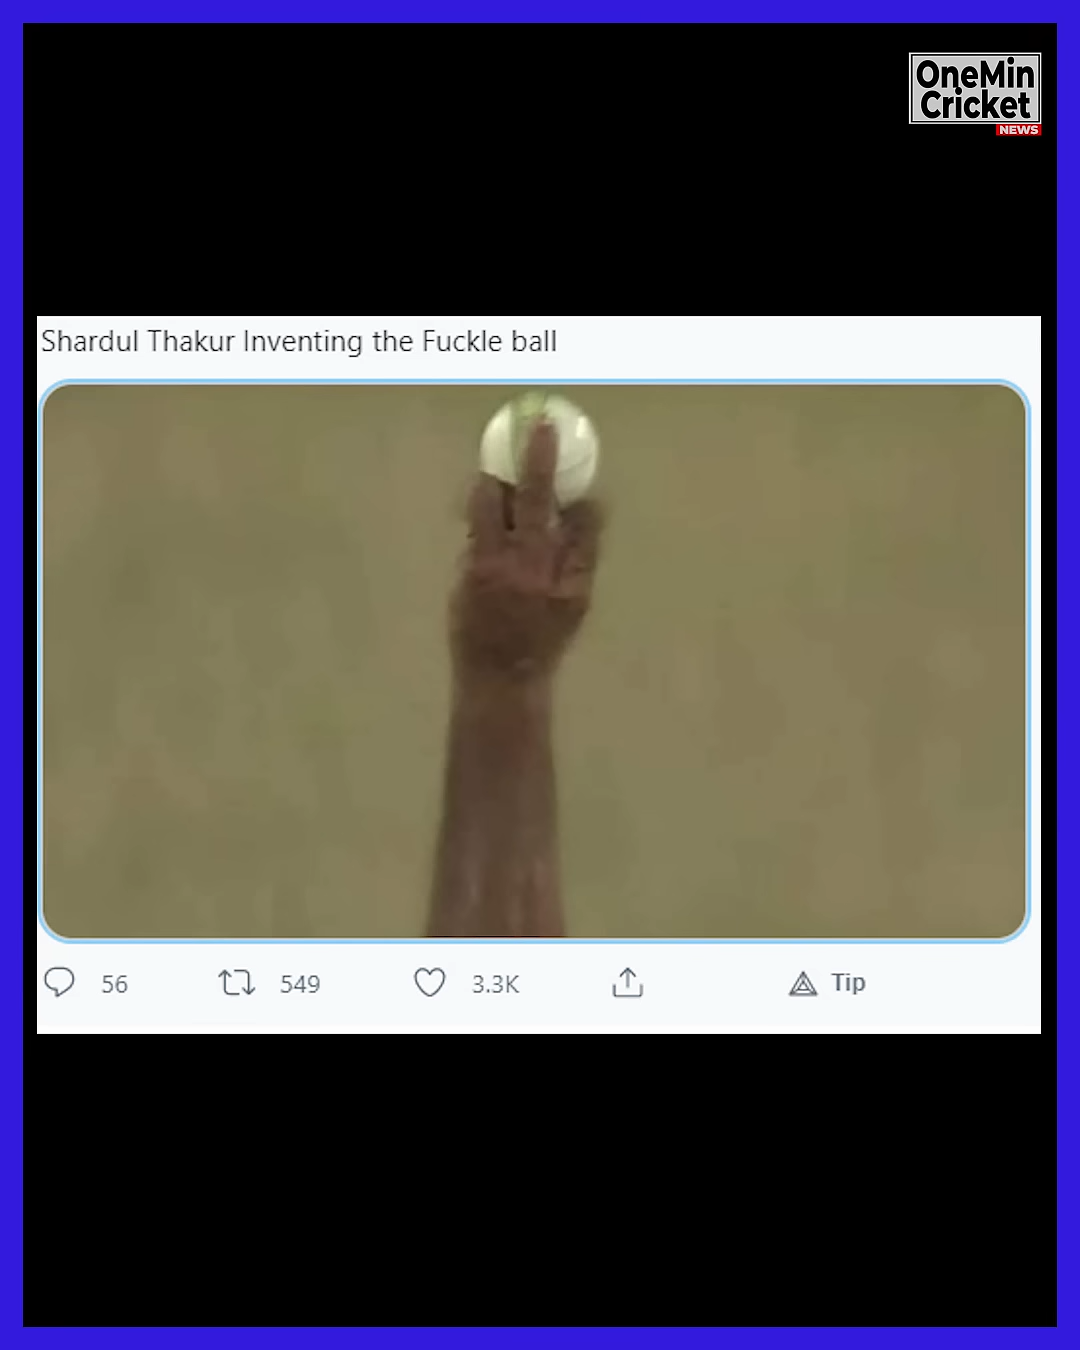 OneMin
Cricket
NEWS
Shardul Thakur Inventing the Fuckle ball
56
549
3.3K
Tip